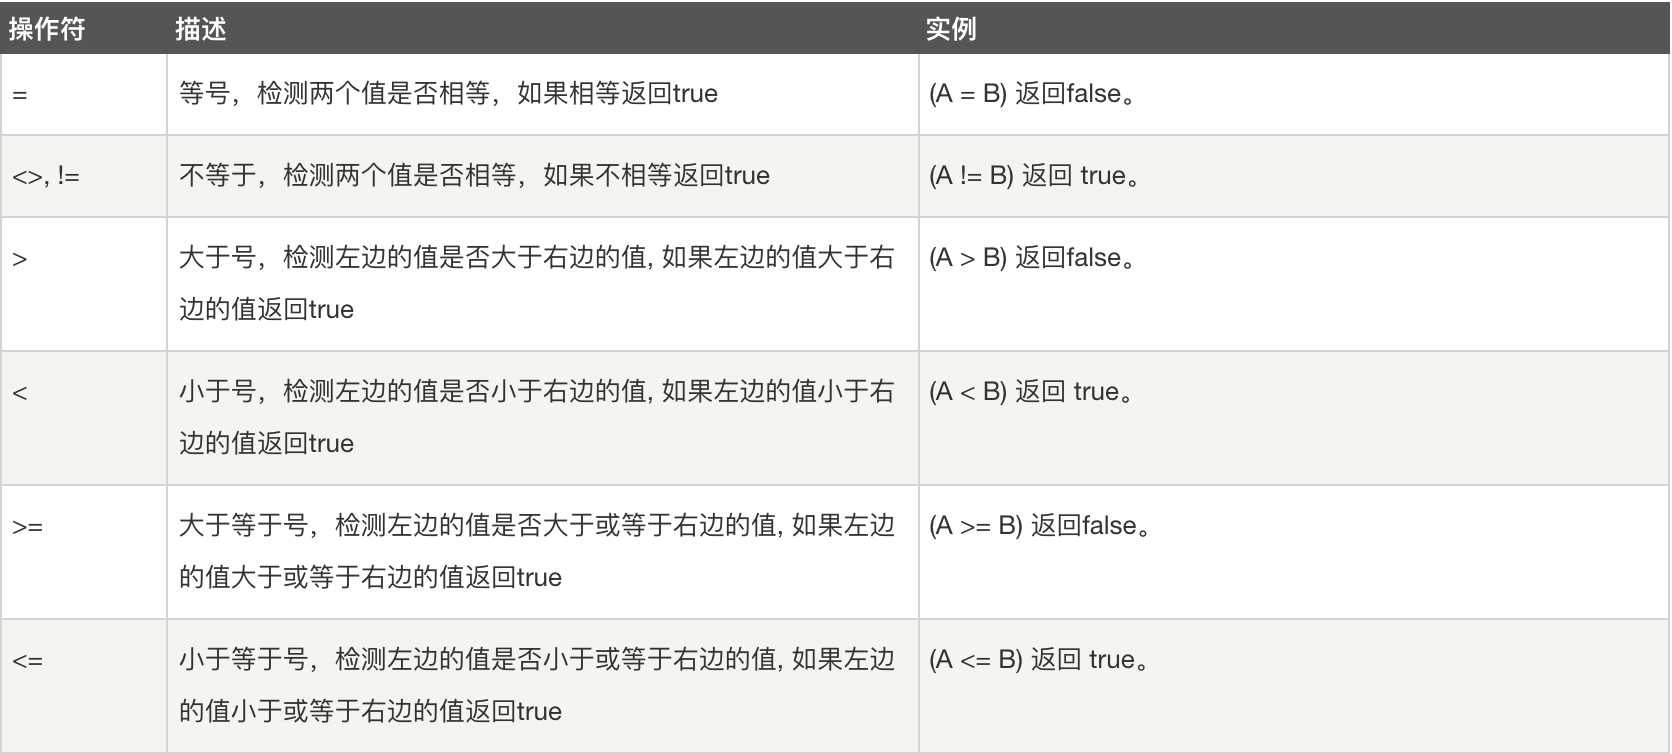 操作符 描述 实例
= 等号，检测两个值是否相等，如果相等返回true (A = B) 返回false。
<>, != 不等于，检测两个值是否相等，如果不相等返回true (A != B) 返回 true。
> 大于号，检测左边的值是否大于右边的值, 如果左边的值大于右 (A > B) 返回false。
边的值返回true
< 小于号，检测左边的值是否小于右边的值, 如果左边的值小于右 (A < B) 返回 true。
边的值返回true
>= 大于等于号，检测左边的值是否大于或等于右边的值, 如果左边 (A >= B) 返回false。
的值大于或等于右边的值返回true
<= 小于等于号，检测左边的值是否小于或等于右边的值, 如果左边 (A <= B) 返回 true。
的值小于或等于右边的值返回true